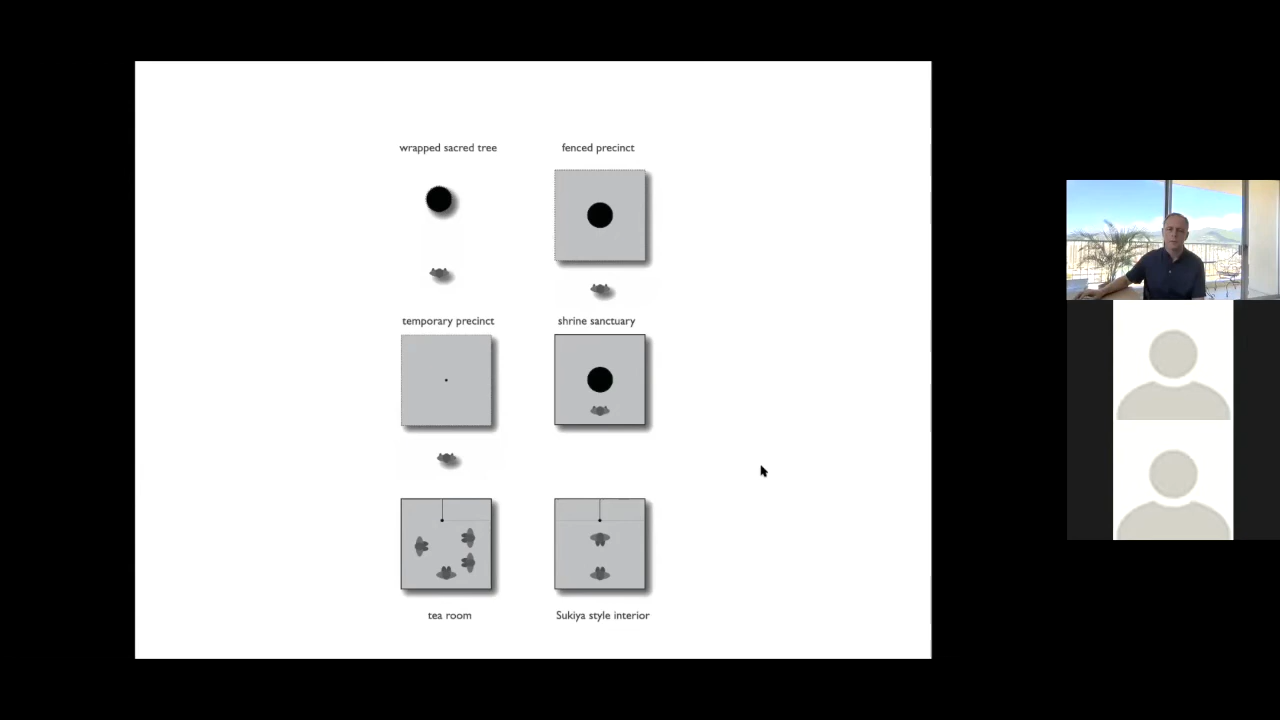 wrapped sacred tree
fenced precinct
temporary precinct
shrine sanctuary
tea room
Sukiya style interior